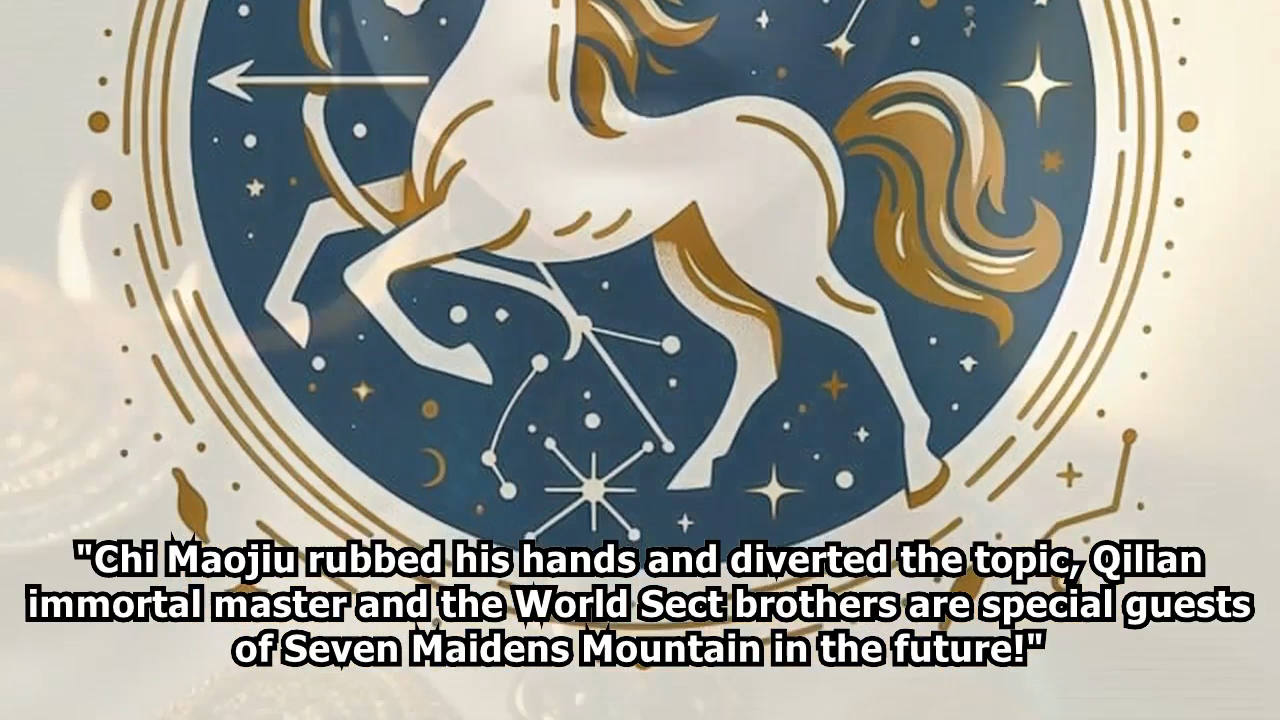 "Chi Maojiu rubbed his hands and diverted the topic, Qilian
immortal master and the World Sect brothers are special guests
of Seven Maidens Mountain in the future!"